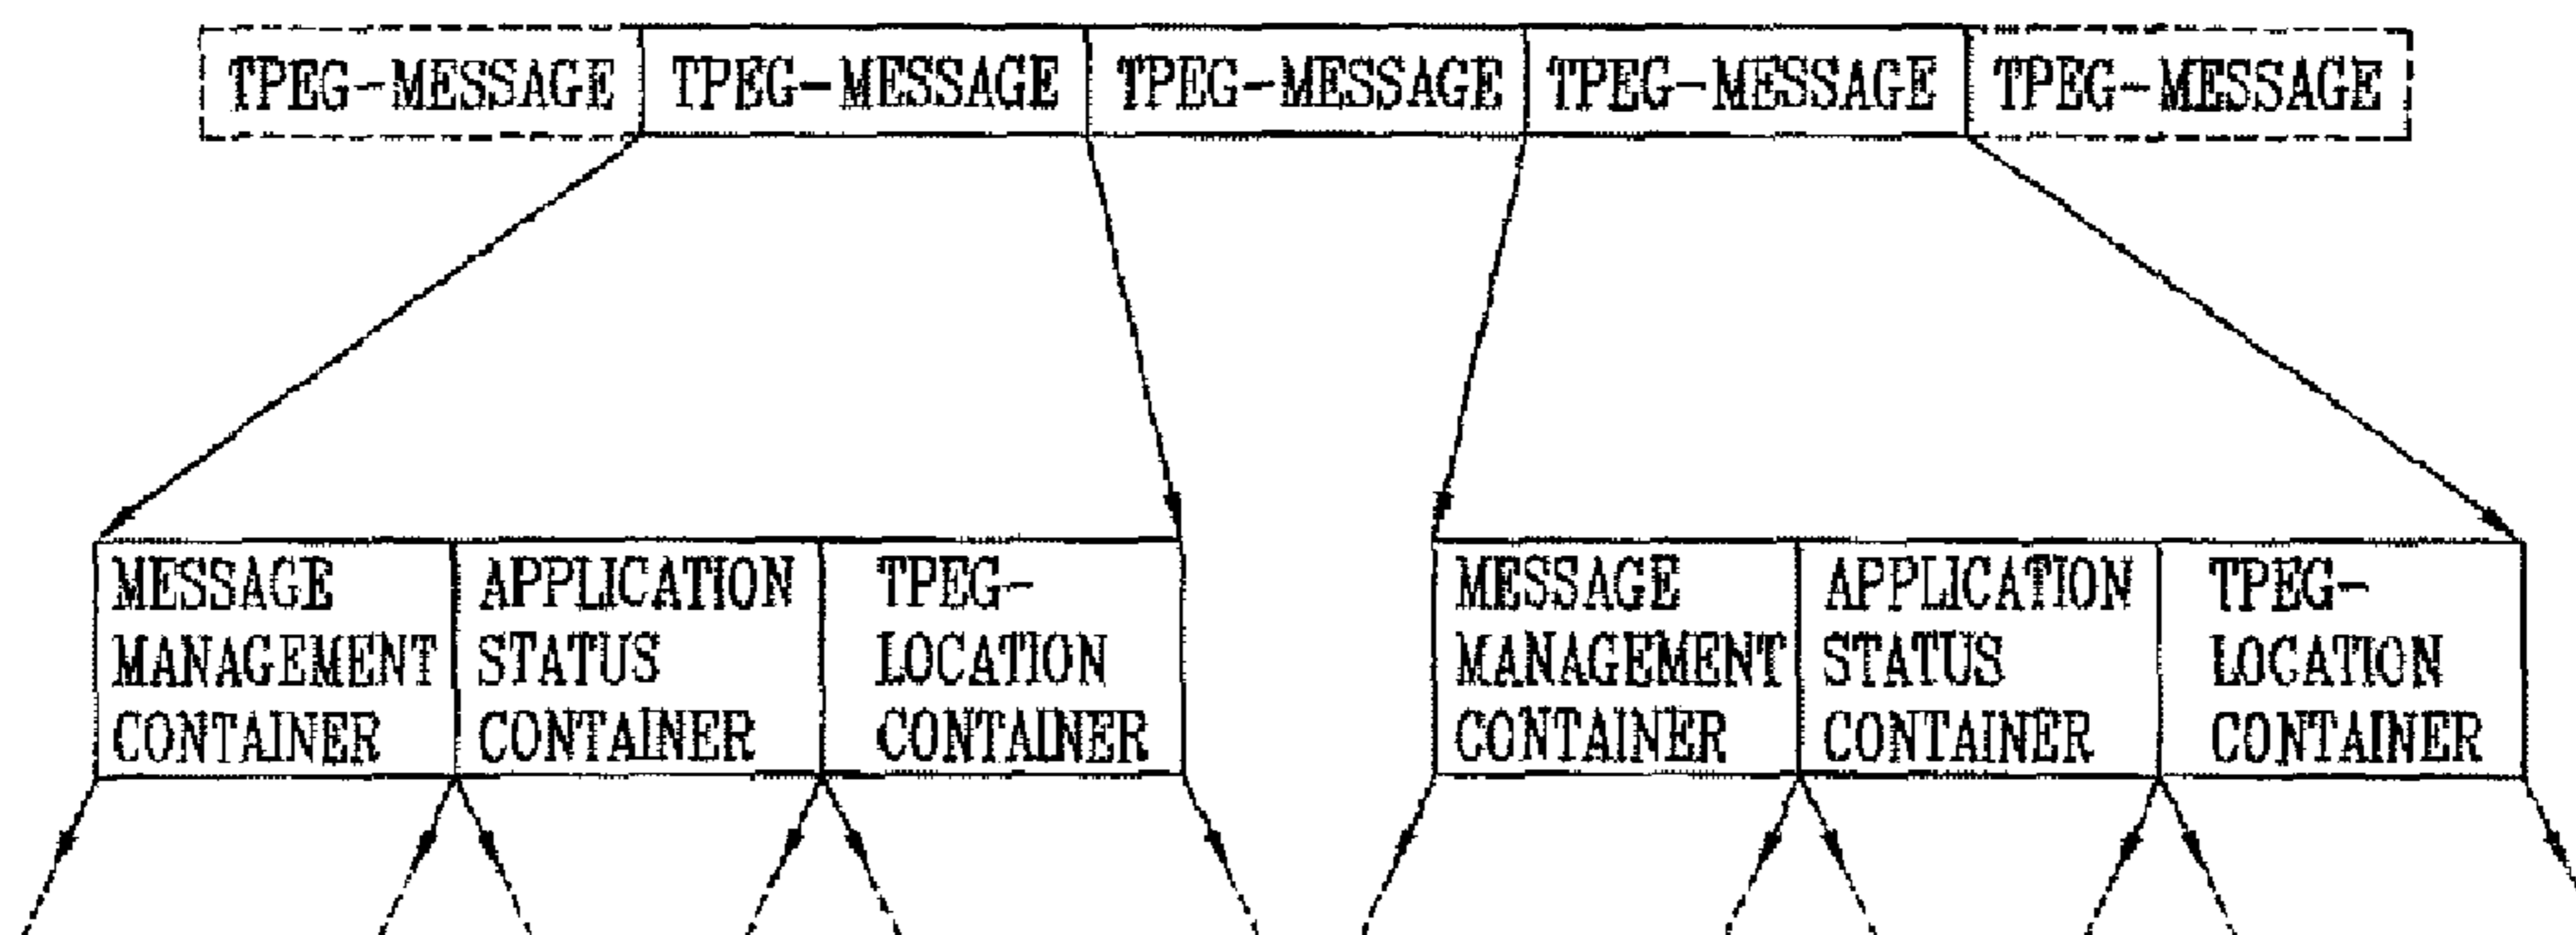 TPEG-MESSAGE TPEG-MESSAGE TPEG-MESSAGE TPEG-MESSAGE TPEG-MESSAGE
MESSAGE
MANAGEMENT
CONTAINER
APPLICATION
STATUS
CONTAINER
TPEG-
LOCATION
CONTAINER
MESSAGE
MANAGEMENT
CONTAINER
APPLICATION
STATUS
CONTAINER
TPEG-
LOCATION
CONTAINER